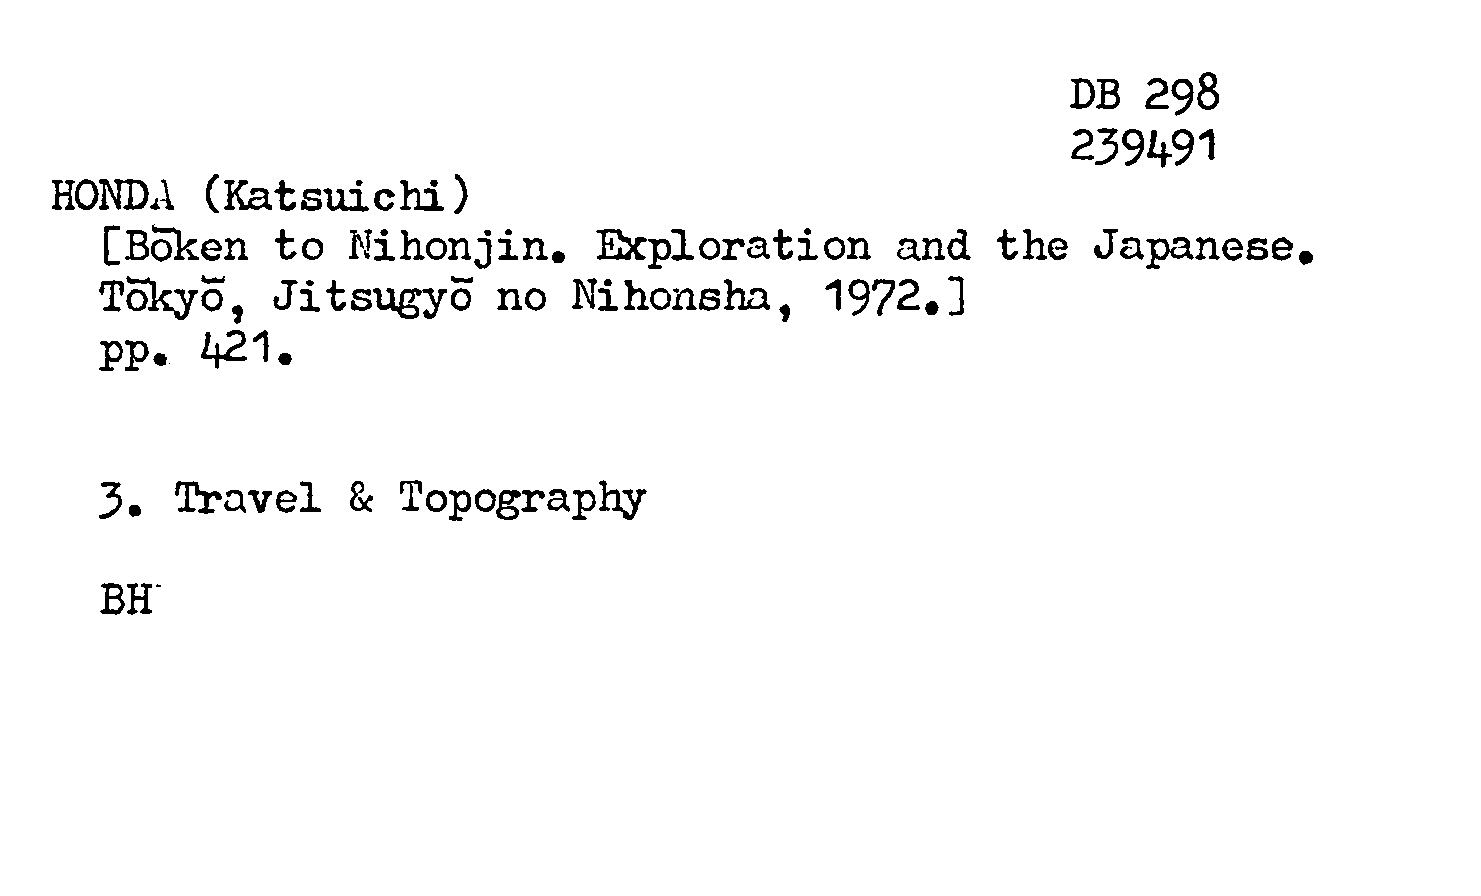 DB 298
239491
HONDA (Katsuichi)
[Bōken to Nihonjin. Exploration and the Japanese.
Tōkyō, Jitsugyō no Nihonsha, 1972.]
pp. 421.
3. Travel & Topography
BH